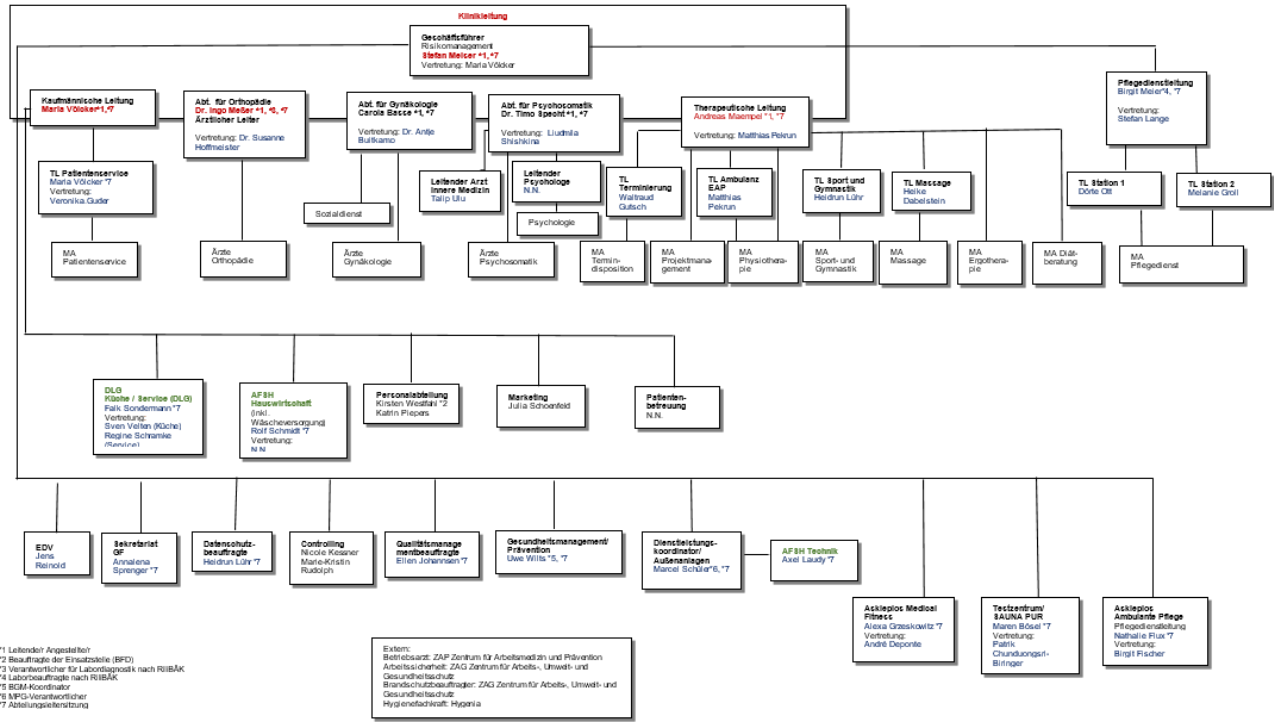 Klinikleitung
Geschäftsführer
Risikomanagement
Stefan Meiser *1, *7
Vertretung: Maria Völcker
Kaufmännische Leitung
Maria Völcker*1,*7
Abt. für Orthopädie
Dr. Ingo Meßer *1, *3, *7
Ärztlicher Leiter
Vertretung: Dr. Susanne
Hoffmeister
Abt. für Gynäkologie
Carola Basse *1, *7
Vertretung: Dr. Antje
Buitkamo
Abt. für Psychosomatik
Dr. Timo Specht *1, *7
Vertretung: Liudmila
Shishkina
Therapeutische Leitung
Andreas Maempel *1, *7
Vertretung: Matthias Pekrun
Pflegedienstleitung
Birgit Meier*4, *7
Vertretung:
Stefan Lange
TL Patientenservice
Maria Völcker *7
Vertretung:
Veronika.Guder
Leitender Arzt
Innere Medizin
Talip Ulu
Leitender
Psychologe
N.N.
TL
Terminierung
Waltraud
Gutsch
TL Ambulanz
EAP
Matthias
Pekrun
TL Sport und
Gymnastik
Heidrun Lühr
TL Massage
Heike
Dabelstein
TL Station 1
Dörte Ott
TL Station 2
Melanie Groll
Sozialdienst
Psychologie
MA
Patientenservice
Ärzte
Orthopädie
Ärzte
Gynäkologie
Ärzte
Psychosomatik
MA
Termin-
disposition
MA
Projektmana-
gement
MA
Physiothera-
pie
MA
Sport- und
Gymnastik
MA
Massage
MA
Ergothera-
pie
MA Diät-
beratung
MA
Pflegedienst
DLG
Küche / Service (DLG)
Falk Sondermann *7
Vertretung:
Sven Velten (Küche)
Regine Schramke
(Service)
AFSH
Hauswirtschaft
(inkl.
Wäscheversorgung)
Rolf Schmidt *7
Vertretung:
N.N.
Personalabteilung
Kirsten Westfahl *2
Katrin Piepers
Marketing
Julia Schoenfeld
Patienten-
betreuung
N.N.
EDV
Jens
Reinold
Sekretariat
GF
Annalena
Sprenger *7
Datenschutz-
beauftragte
Heidrun Lühr *7
Controlling
Nicole Kessner
Marie-Kristin
Rudolph
Qualitätsmanage
mentbeauftragte
Ellen Johannsen *7
Gesundheitsmanagement/
Prävention
Uwe Wilts *5, *7
Dienstleistungs-
koordinator/
Außenanlagen
Marcel Schüler*6, *7
AFSH Technik
Axel Laudy *7
Asklepios Medical
Fitness
Alexa Grzeskowitz *7
Vertretung:
André Deponte
Testzentrum/
SAUNA PUR
Maren Bösel *7
Vertretung:
Patrik
Chunduongsri-
Biringer
Asklepios
Ambulante Pflege
Pflegedienstleitung
Nathalie Flux *7
Vertretung:
Birgit Fischer
*1 Leitende/r Angestellte/r
*2 Beauftragte der Einsatzstelle (BFD)
*3 Verantwortlicher für Labordiagnostik nach RiliBÄK
*4 Laborbeauftragte nach RiliBÄK
*5 BGM-Koordinator
*6 MPG-Verantwortlicher
*7 Abteilungsleitersitzung
Extern:
Betriebsarzt: ZAP Zentrum für Arbeitsmedizin und Prävention
Arbeitssicherheit: ZAG Zentrum für Arbeits-, Umwelt- und
Gesundheitsschutz
Brandschutzbeauftragter: ZAG Zentrum für Arbeits-, Umwelt- und
Gesundheitsschutz
Hygienefachkraft: Hygenia